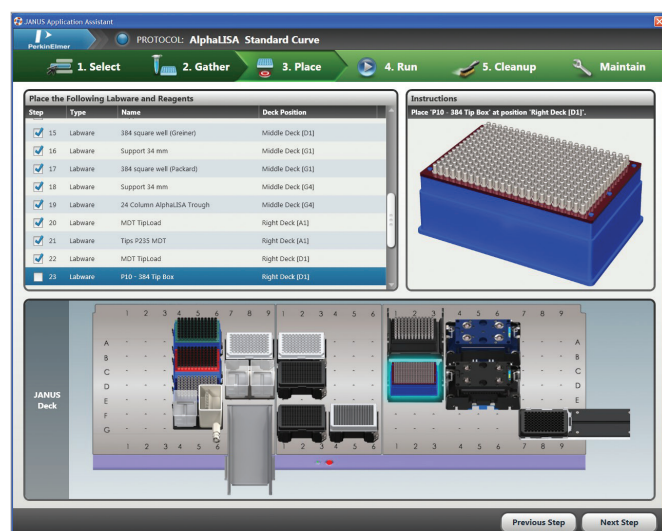 JANUS Application Assistant
PerkinElmer
PROTOCOL: AlphaLISA Standard Curve
1. Select
2. Gather
3. Place
4. Run
5. Cleanup
Maintain
Place the Following Labware and Reagents
Step Type Name Deck Position
15 Labware 384 square well (Greiner) Middle Deck [D1]
16 Labware Support 34 mm Middle Deck [G1]
17 Labware 384 square well (Packard) Middle Deck [G1]
18 Labware Support 34 mm Middle Deck [G4]
19 Labware 24 Column AlphaLISA Trough Middle Deck [G4]
20 Labware MDT TipLoad Right Deck [A1]
21 Labware Tips P235 MDT Right Deck [A1]
22 Labware MDT TipLoad Right Deck [D1]
23 Labware P10 - 384 Tip Box Right Deck [D1]
Instructions
Place 'P10 - 384 Tip Box' at position 'Right Deck [D1]'.
1 2 3 4 5 6 7 8 9 1 2 3 4 5 6 1 2 3 4 5 6 7 8 9
A A
B B
C C
D D
E E
F F
G G
JANUS
Deck
1 2 3 4 5 6 1 2 3 4 5 6 1 2 3 4 5 6 7 8 9
Previous Step
Next Step